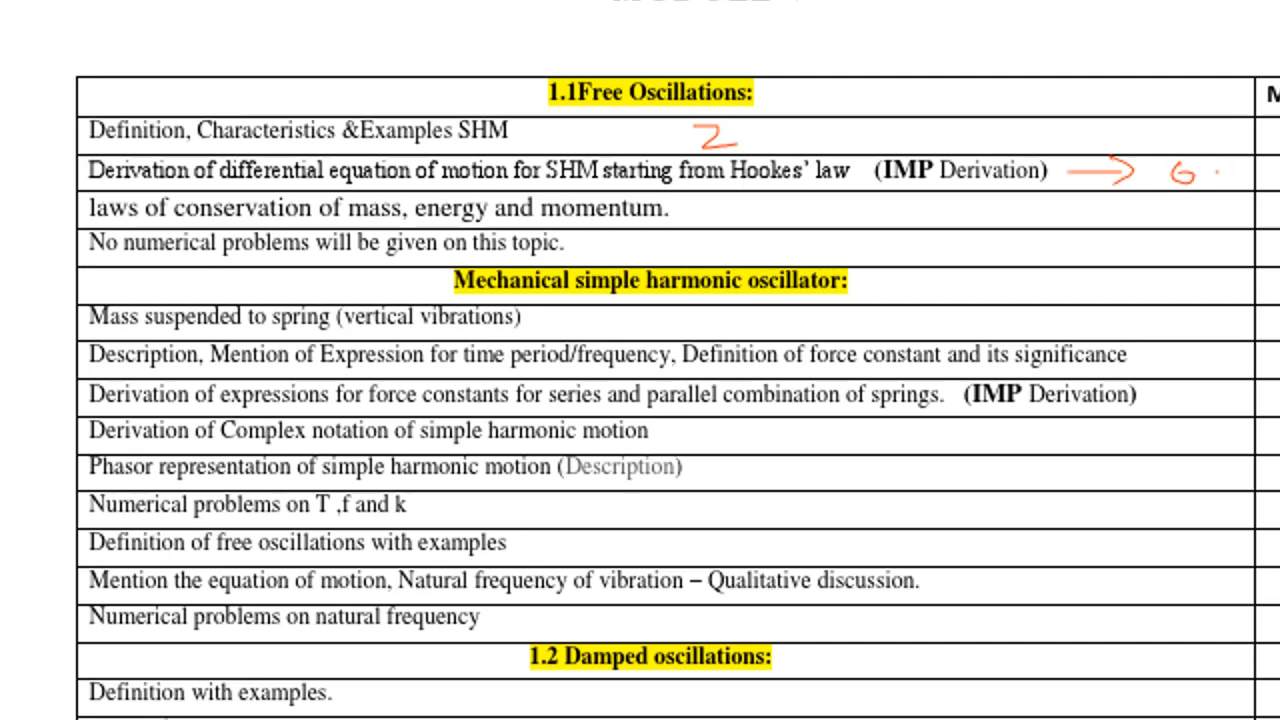 1.1Free Oscillations:
Definition, Characteristics &Examples SHM 2
Derivation of differential equation of motion for SHM starting from Hookes' law (IMP Derivation) → 6
laws of conservation of mass, energy and momentum.
No numerical problems will be given on this topic.
Mechanical simple harmonic oscillator:
Mass suspended to spring (vertical vibrations)
Description, Mention of Expression for time period/frequency, Definition of force constant and its significance
Derivation of expressions for force constants for series and parallel combination of springs. (IMP Derivation)
Derivation of Complex notation of simple harmonic motion
Phasor representation of simple harmonic motion (Description)
Numerical problems on T ,f and k
Definition of free oscillations with examples
Mention the equation of motion, Natural frequency of vibration – Qualitative discussion.
Numerical problems on natural frequency
1.2 Damped oscillations:
Definition with examples.